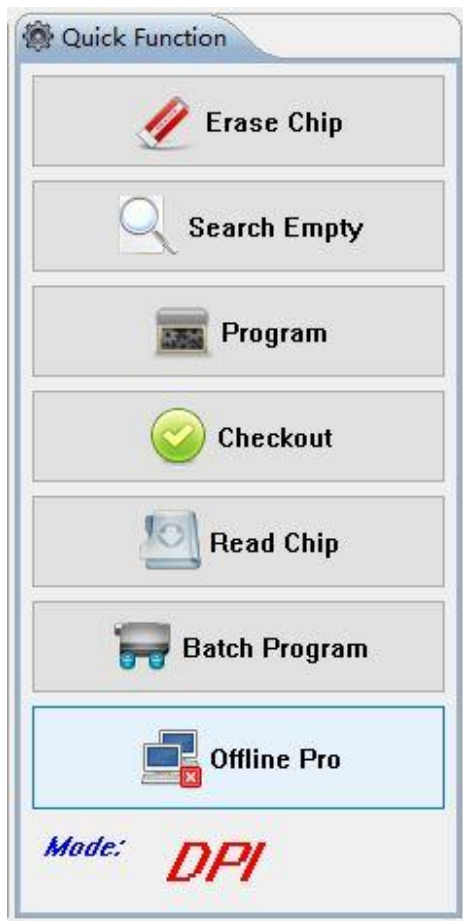 Quick Function
Erase Chip
Search Empty
Program
Checkout
Read Chip
Batch Program
Offline Pro
Mode: DPI